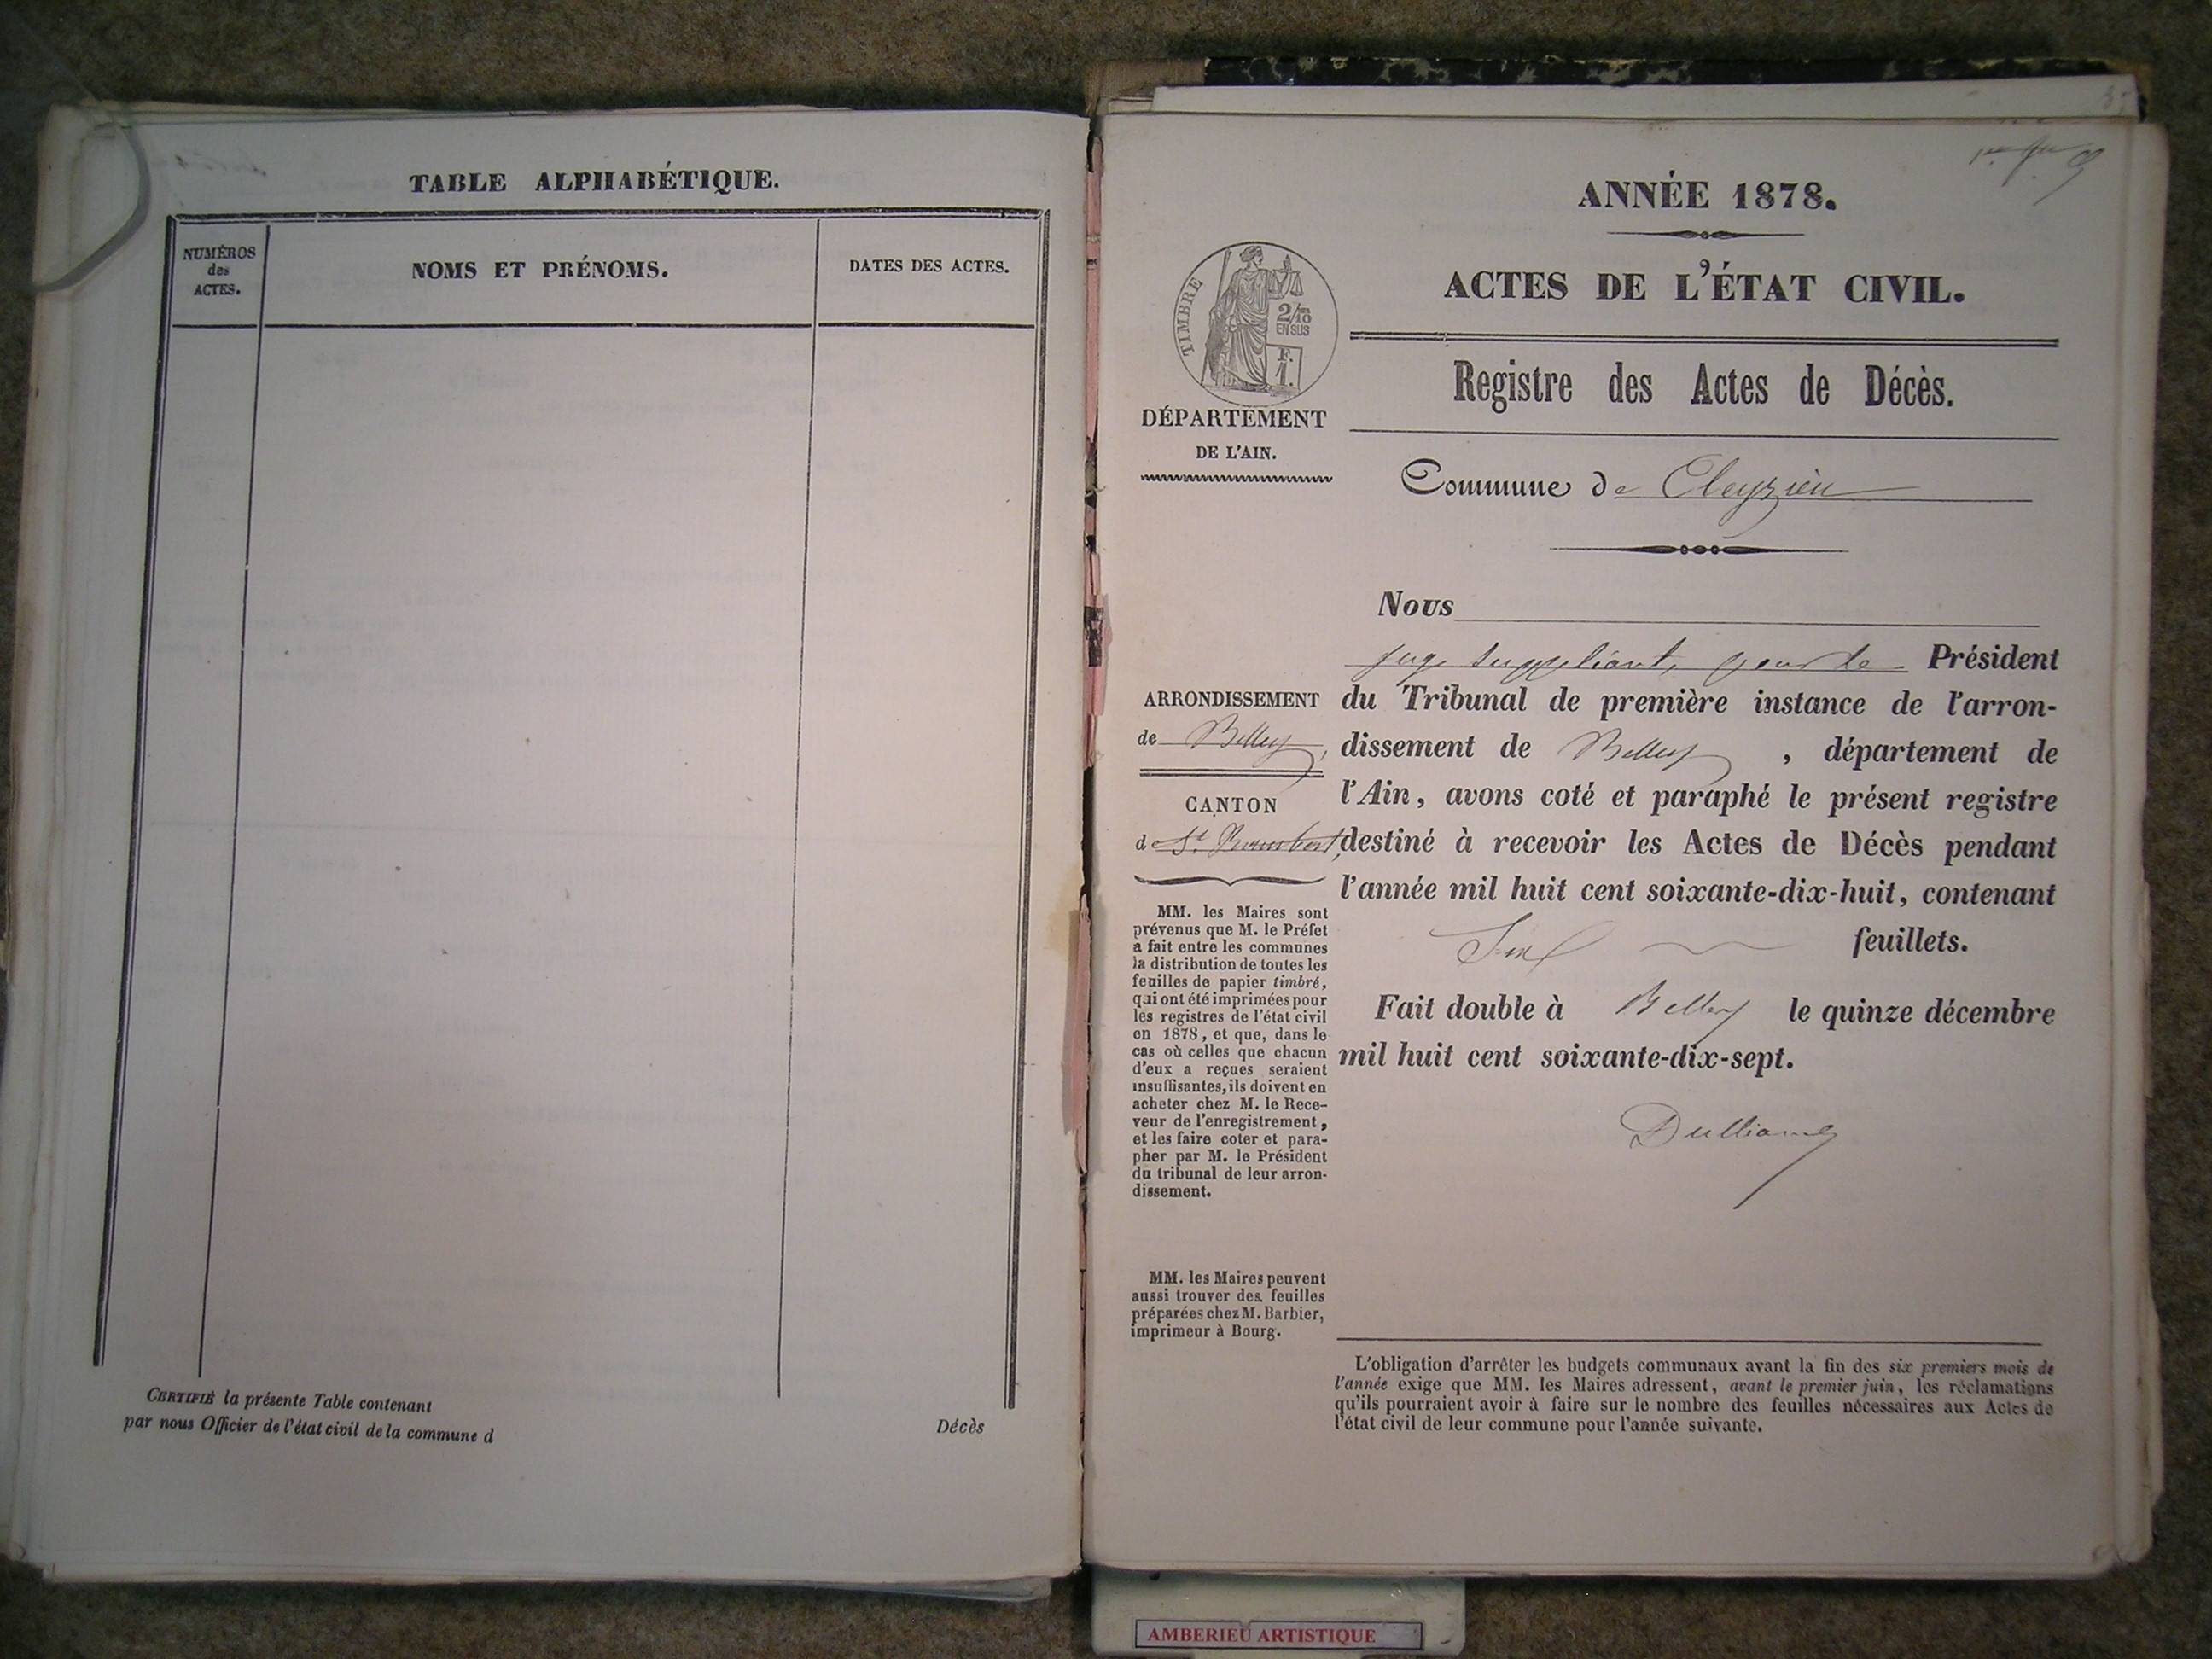 TABLE ALPHABÉTIQUE.
NUMÉROS
des
ACTES.
NOMS ET PRÉNOMS.
DATES DES ACTES.
CERTIFIÉ la présente Table contenant
Décès
par nous Officier de l'état civil de la commune d
ANNÉE 1878.
ACTES DE L'ÉTAT CIVIL.
TIMBRE
2/10
EN SUS
F.
1.
Registre des Actes de Décès.
DÉPARTEMENT
DE L'AIN.
Commune de Cleyzieu
ARRONDISSEMENT
de Belley,
CANTON
de St. Rambert,
MM. les Maires sont
prévenus que M. le Préfet
a fait entre les communes
la distribution de toutes les
feuilles de papier timbré,
qui ont été imprimées pour
les registres de l'état civil
en 1878, et que, dans le
cas où celles que chacun
d'eux a reçues seraient
insuffisantes, ils doivent en
acheter chez M. le Rece-
veur de l'enregistrement,
et les faire coter et para-
pher par M. le Président
du tribunal de leur arron-
dissement.
MM. les Maires peuvent
aussi trouver des feuilles
préparées chez M. Barbier,
imprimeur à Bourg.
Nous
juge suppléant, pour le Président
du Tribunal de première instance de l'arron-
dissement de Belley, département de
l'Ain, avons coté et paraphé le présent registre
destiné à recevoir les Actes de Décès pendant
l'année mil huit cent soixante-dix-huit, contenant
feuillets.
Fait double à Belley le quinze décembre
mil huit cent soixante-dix-sept.
L'obligation d'arrêter les budgets communaux avant la fin des six premiers mois de
l'année exige que MM. les Maires adressent, avant le premier juin, les réclamations
qu'ils pourraient avoir à faire sur le nombre des feuilles nécessaires aux Actes de
l'état civil de leur commune pour l'année suivante.
AMBERIEU ARTISTIQUE